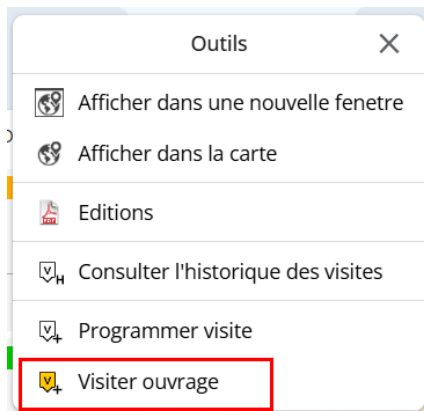 Outils
Afficher dans une nouvelle fenetre
Afficher dans la carte
Editions
Consulter l'historique des visites
Programmer visite
Visiter ouvrage